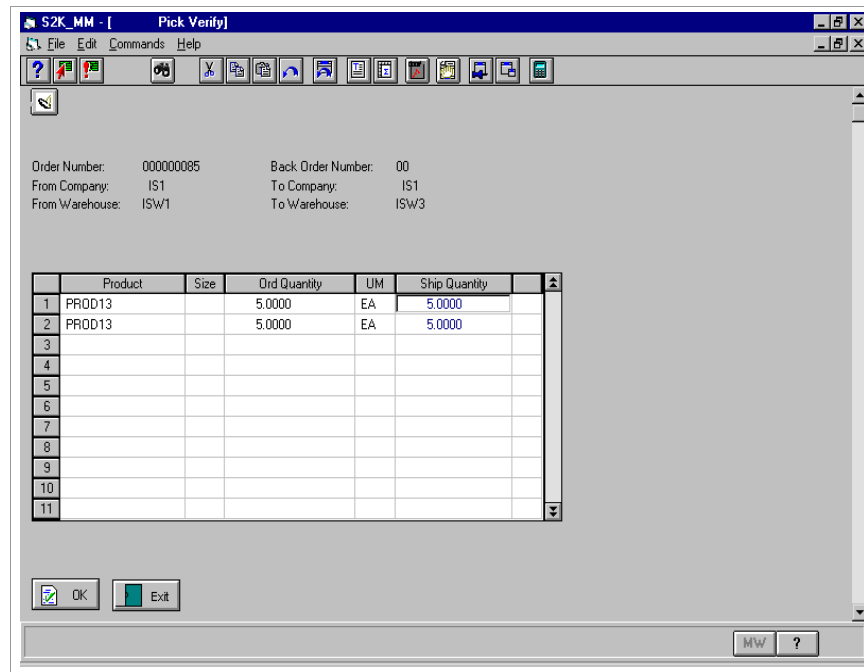 S2K_MM - [ Pick Verify]
File Edit Commands Help
Order Number: 000000085 Back Order Number: 00
From Company: IS1 To Company: IS1
From Warehouse: ISW1 To Warehouse: ISW3
Product Size Ord Quantity UM Ship Quantity
1 PROD13 5.0000 EA 5.0000
2 PROD13 5.0000 EA 5.0000
3
4
5
6
7
8
9
10
11
OK Exit
MW ?